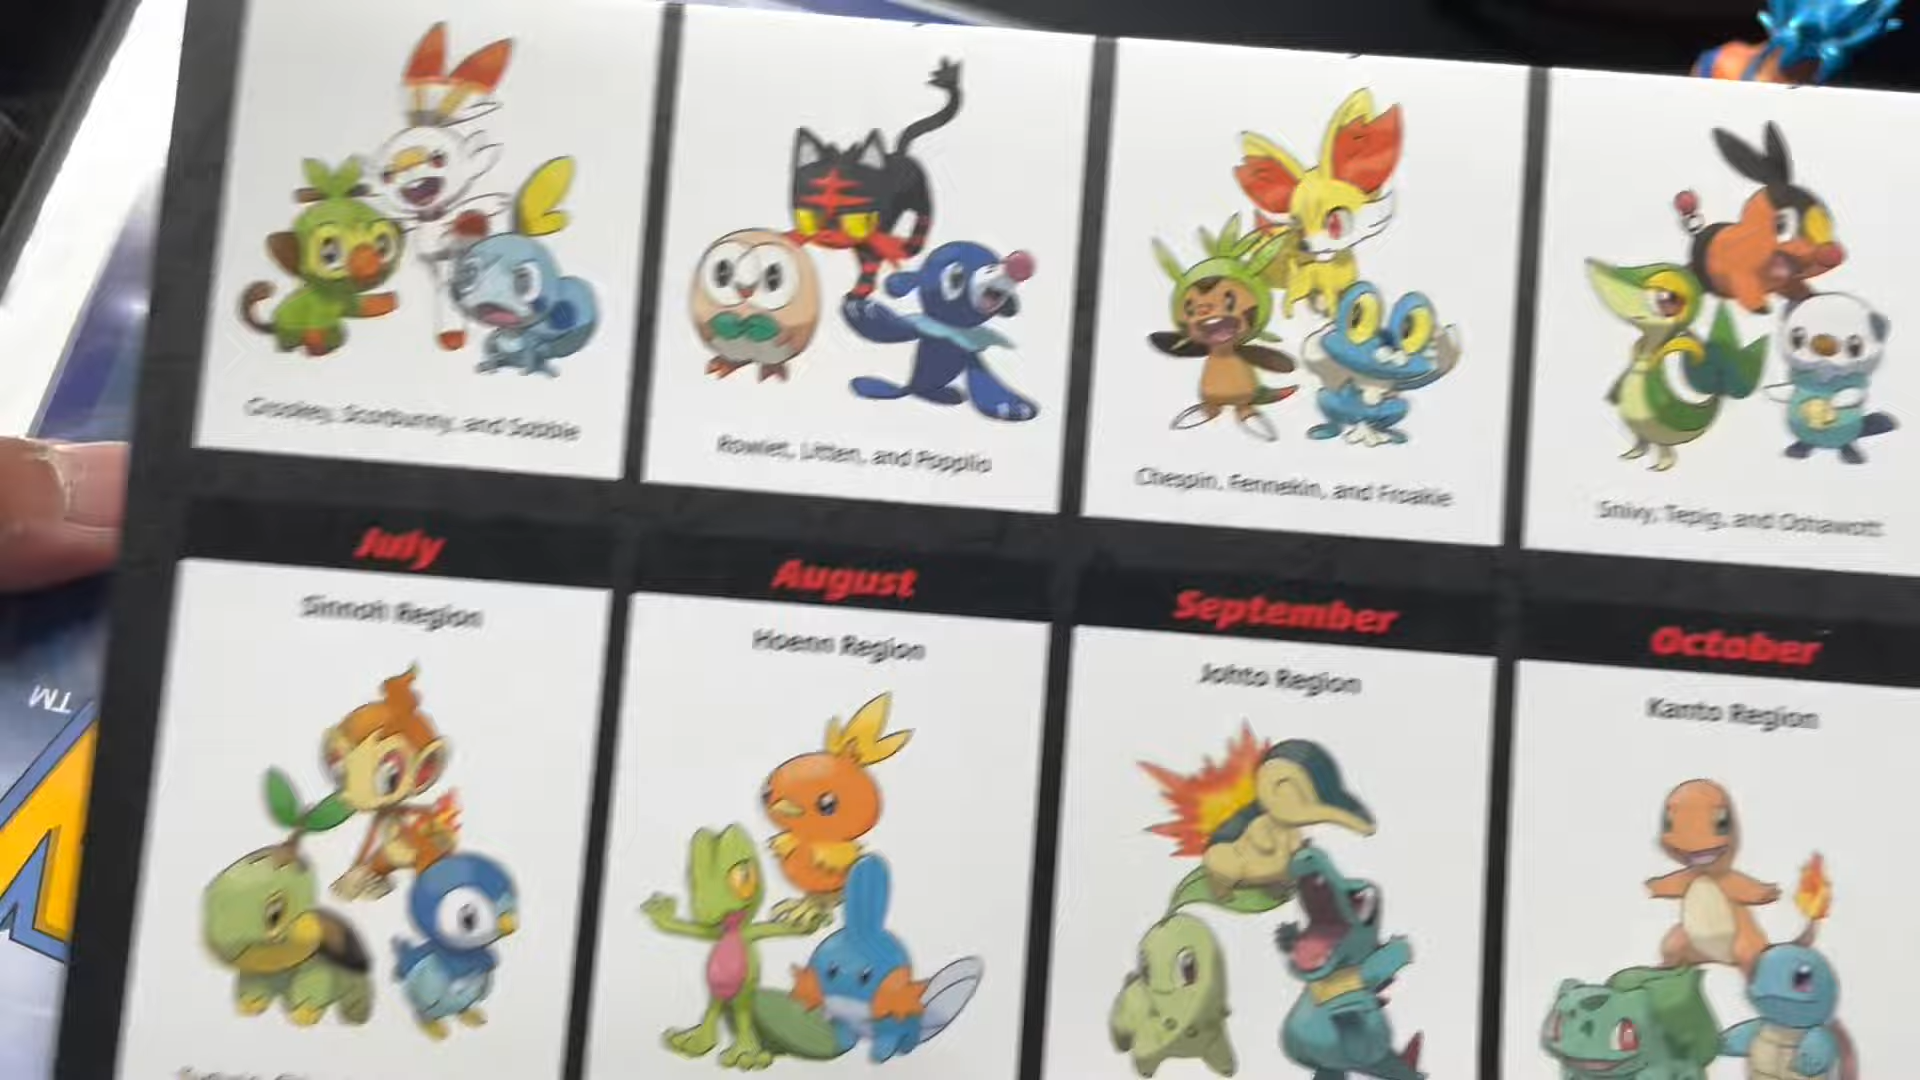 Grookey, Scorbunny, and Sobble
Rowlet, Litten, and Popplio
Chespin, Fennekin, and Froakie
Snivy, Tepig, and Oshawott
July
August
September
October
Sinnoh Region
Hoenn Region
Johto Region
Kanto Region
TM